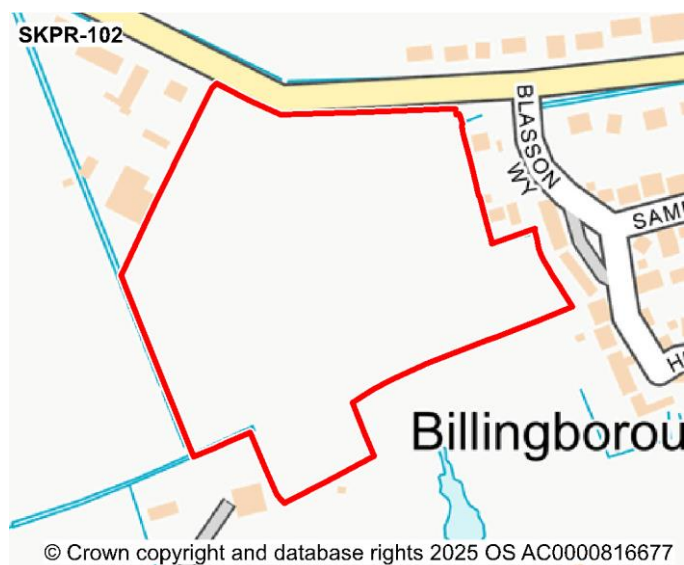 SKPR-102
BLASSON
WY
SAM
H
Billingborou
© Crown copyright and database rights 2025 OS AC0000816677